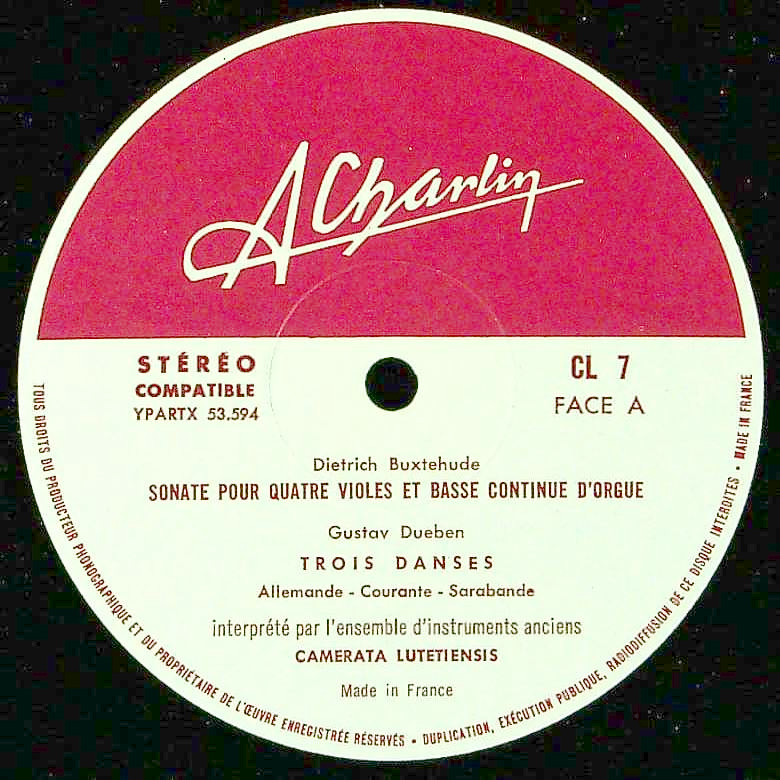 A Charlin
STÉRÉO
COMPATIBLE
YPARTX 53.594
CL 7
FACE A
Dietrich Buxtehude
SONATE POUR QUATRE VIOLES ET BASSE CONTINUE D'ORGUE
Gustav Dueben
TROIS DANSES
Allemande - Courante - Sarabande
interprété par l'ensemble d'instruments anciens
CAMERATA LUTETIENSIS
Made in France
TOUS DROITS DU PRODUCTEUR PHONOGRAPHIQUE ET DU PROPRIÉTAIRE DE L'ŒUVRE ENREGISTRÉE RÉSERVÉS • DUPLICATION, EXÉCUTION PUBLIQUE, RADIODIFFUSION DE CE DISQUE INTERDITES • MADE IN FRANCE